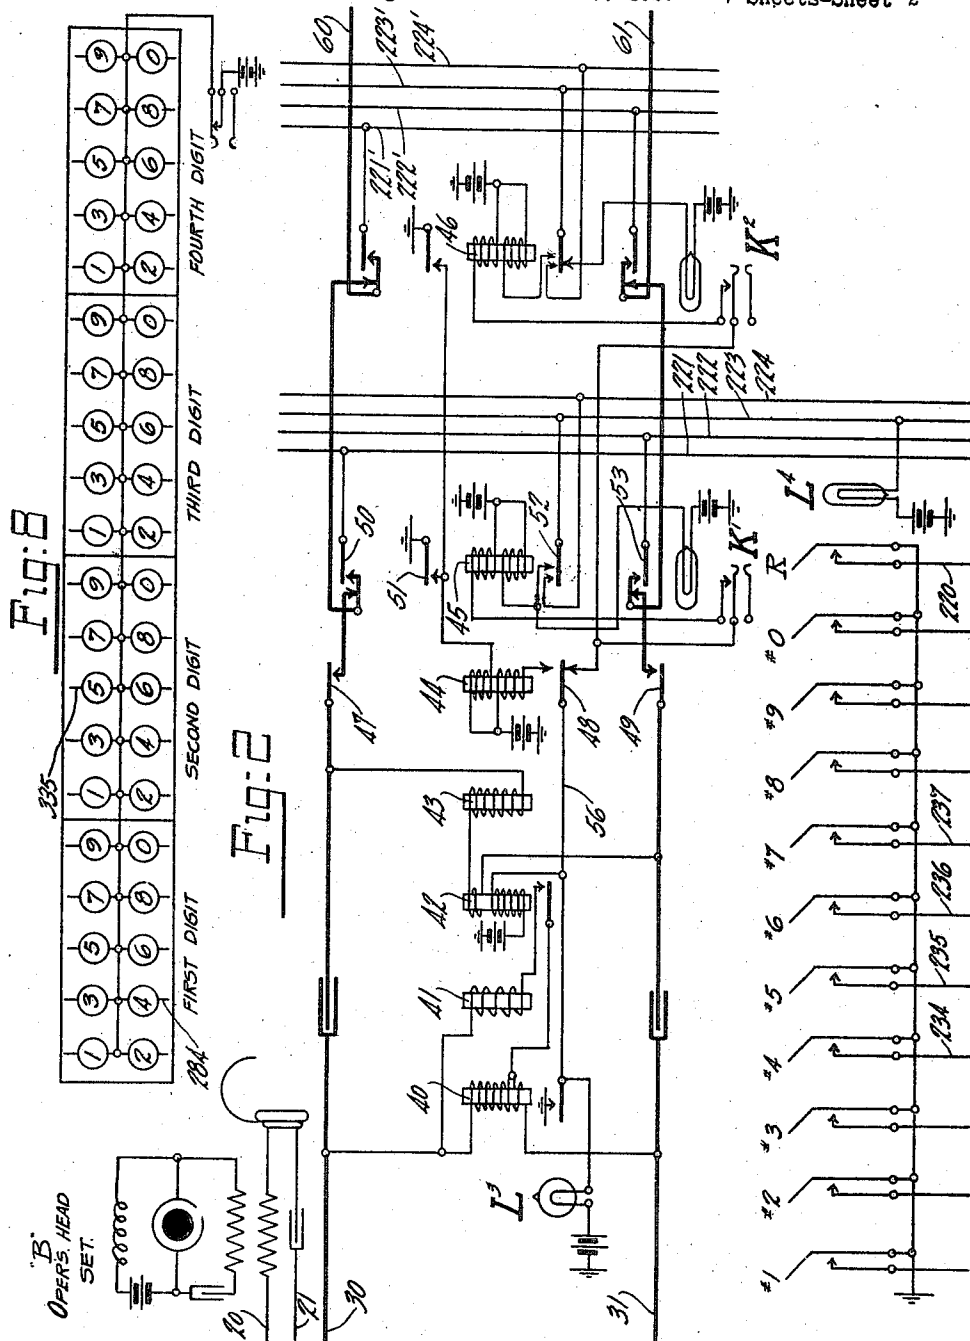 4 Sheets-Sheet 2
Fig:8
335
1 3 5 7 9 1 3 5 7 9 1 3 5 7 9 1 3 5 7 9
2 4 6 8 0 2 4 6 8 0 2 4 6 8 0 2 4 6 8 0
284 FIRST DIGIT SECOND DIGIT THIRD DIGIT FOURTH DIGIT
Fig:2
"B"
OPER'S. HEAD
SET.
20
21
30
60
223'
224'
221'
222'
47
50
51
40 41 42 43 44 45 46
52
53
48
49
56
L³
K¹
K²
221
222
223
224
31
61
L⁴
#1 #2 #3 #4 #5 #6 #7 #8 #9 #0 R
234 235 236 237 220